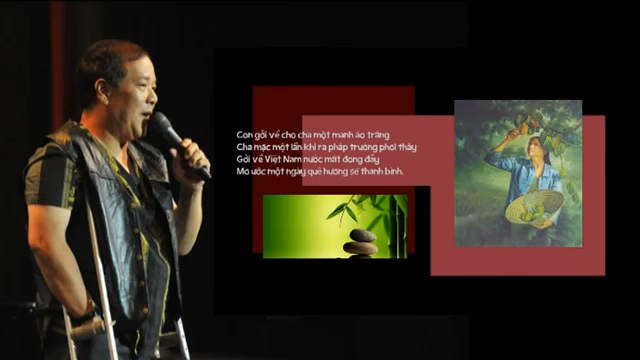 Con gởi về cho cha một manh áo trắng
Cha mặc một lần khi ra pháp trường phơi thây
Gởi về Việt Nam nước mắt đong đầy
Mơ ước một ngày quê hương sẽ thanh bình.